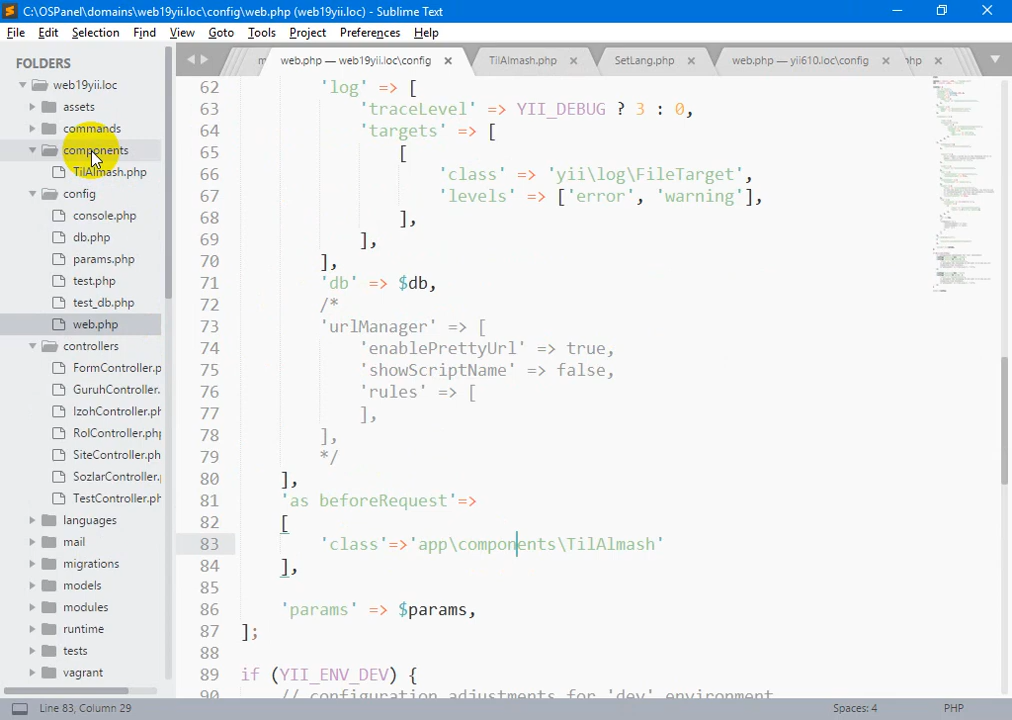 C:\OSPanel\domains\web19yii.loc\config\web.php (web19yii.loc) - Sublime Text
File Edit Selection Find View Goto Tools Project Preferences Help
FOLDERS
web19yii.loc
assets
commands
components
TilAlmash.php
config
console.php
db.php
params.php
test.php
test_db.php
web.php
controllers
FormController.p
GuruhController.
IzohController.ph
RolController.php
SiteController.ph
SozlarController.
TestController.ph
languages
mail
migrations
models
modules
runtime
tests
vagrant
web.php — web19yii.loc\config
TilAlmash.php
SetLang.php
web.php — yii610.loc\config
hp
62 'log' => [
63 'traceLevel' => YII_DEBUG ? 3 : 0,
64 'targets' => [
65 [
66 'class' => 'yii\log\FileTarget',
67 'levels' => ['error', 'warning'],
68 ],
69 ],
70 ],
71 'db' => $db,
72 /*
73 'urlManager' => [
74 'enablePrettyUrl' => true,
75 'showScriptName' => false,
76 'rules' => [
77 ],
78 ],
79 */
80 ],
81 'as beforeRequest'=>
82 [
83 'class'=>'app\components\TilAlmash'
84 ],
85
86 'params' => $params,
87 ];
88
89 if (YII_ENV_DEV) {
90 // configuration adjustments for 'dev' environment
Line 83, Column 29
Spaces: 4
PHP